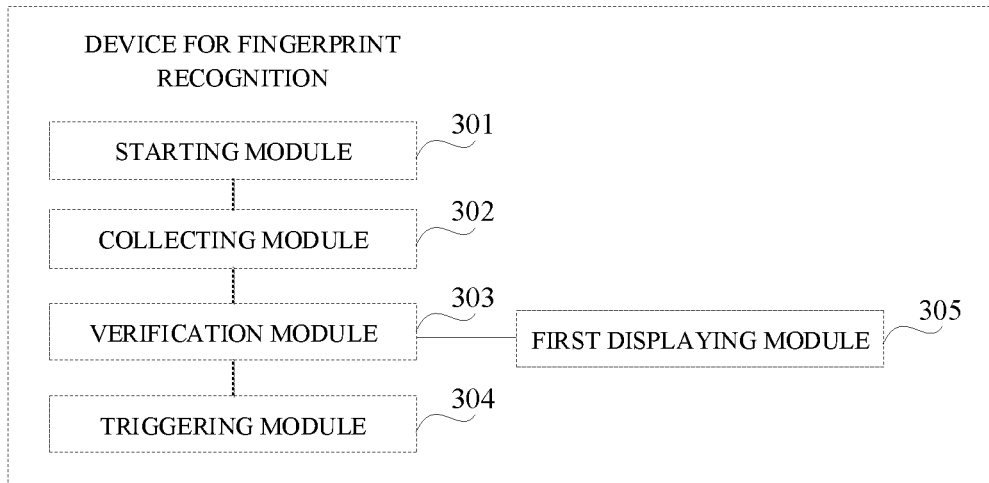 DEVICE FOR FINGERPRINT
RECOGNITION
301
STARTING MODULE
302
COLLECTING MODULE
303
VERIFICATION MODULE
305
FIRST DISPLAYING MODULE
304
TRIGGERING MODULE